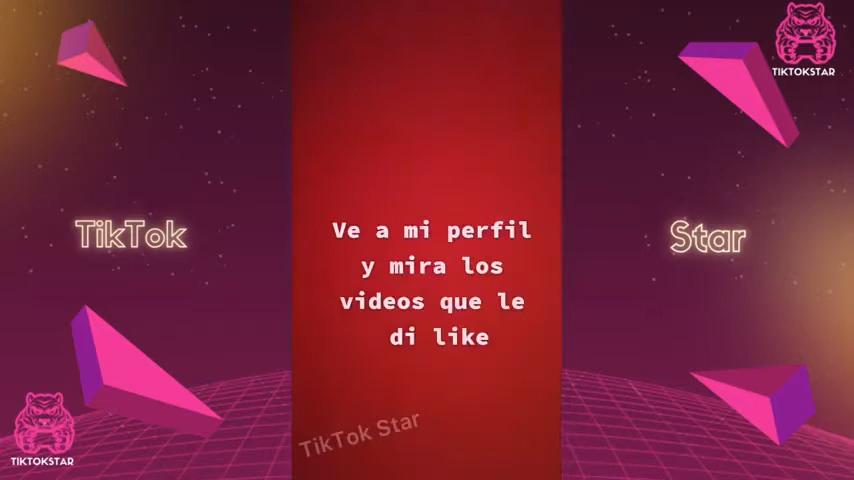 TIKTOKSTAR
TikTok
Star
Ve a mi perfil
y mira los
videos que le
di like
TikTok Star
TIKTOKSTAR